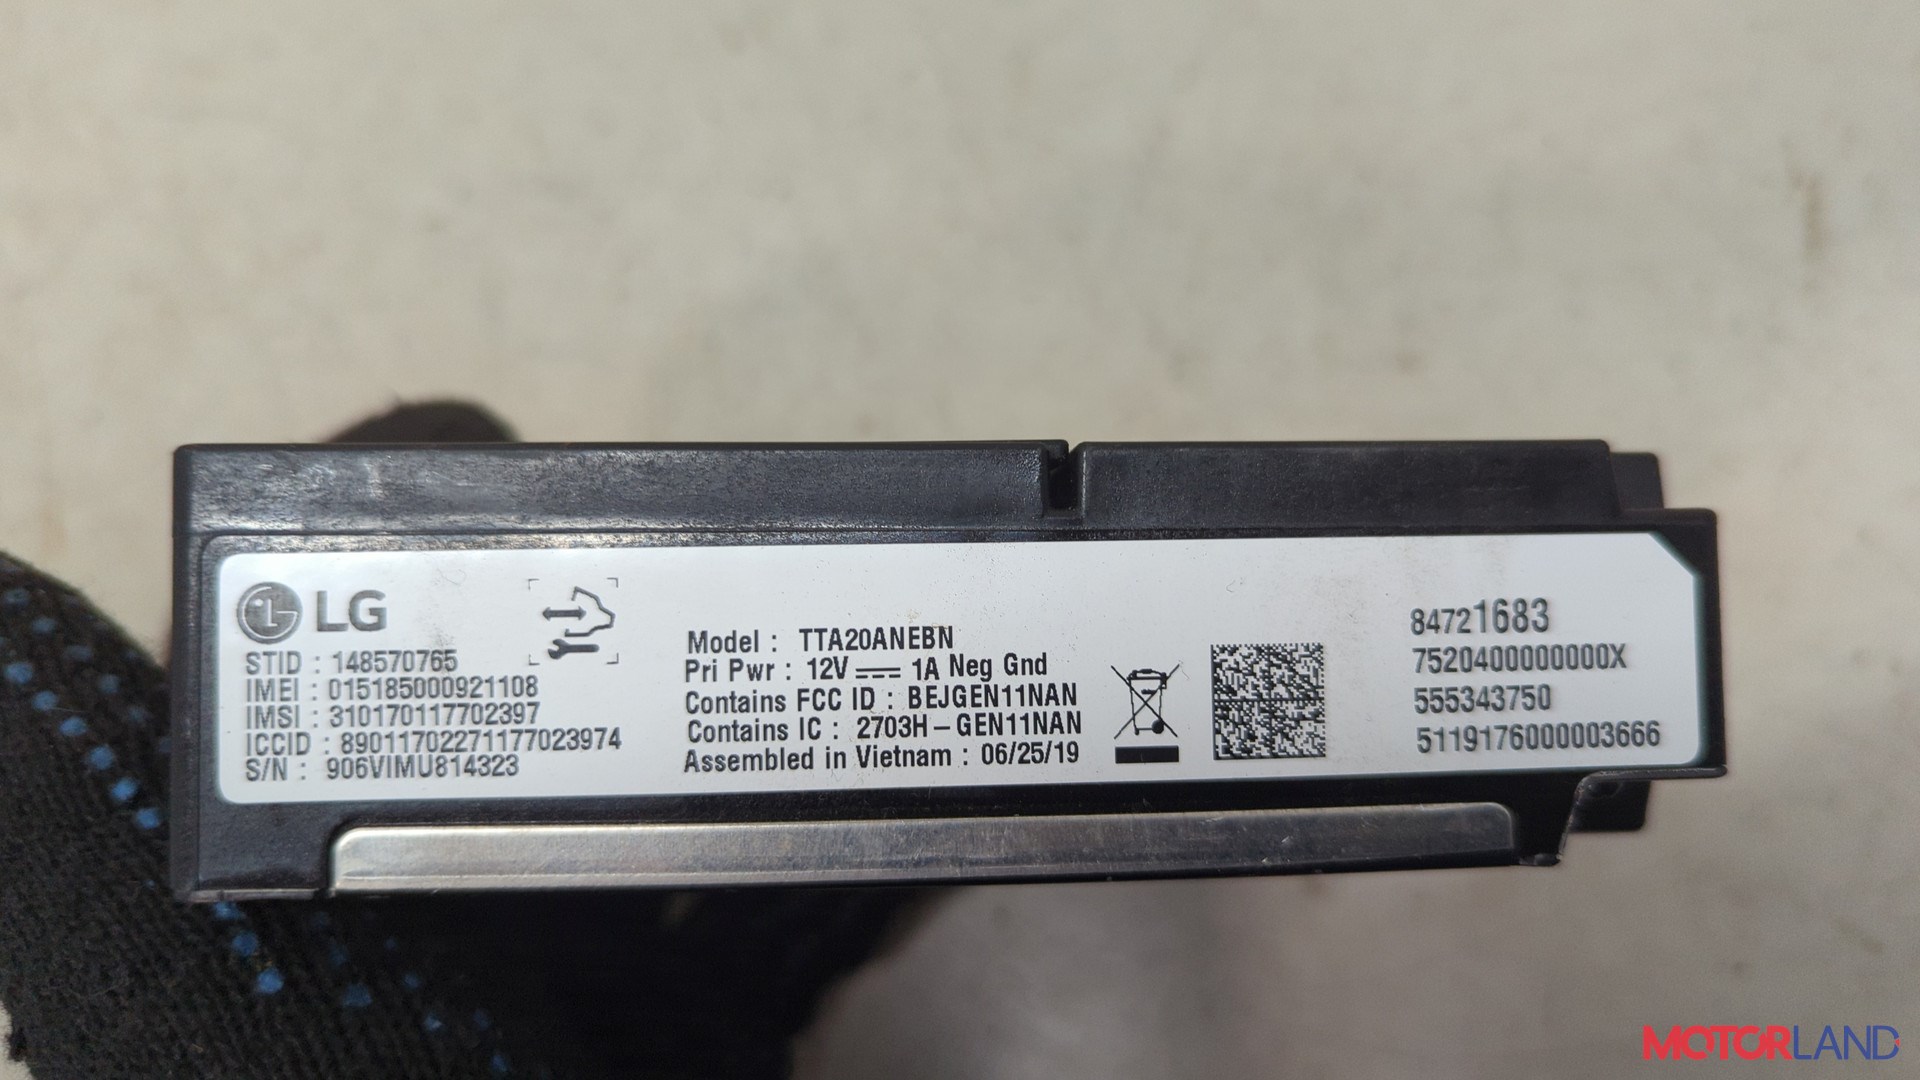 LG
STID : 148570765
IMEI : 015185000921108
IMSI : 310170117702397
ICCID : 89011702271177023974
S/N : 906VIMU814323
Model : TTA20ANEBN
Pri Pwr : 12V 1A Neg Gnd
Contains FCC ID : BEJGEN11NAN
Contains IC : 2703H-GEN11NAN
Assembled in Vietnam : 06/25/19
84721683
7520400000000X
555343750
5119176000003666
MOTORLAND